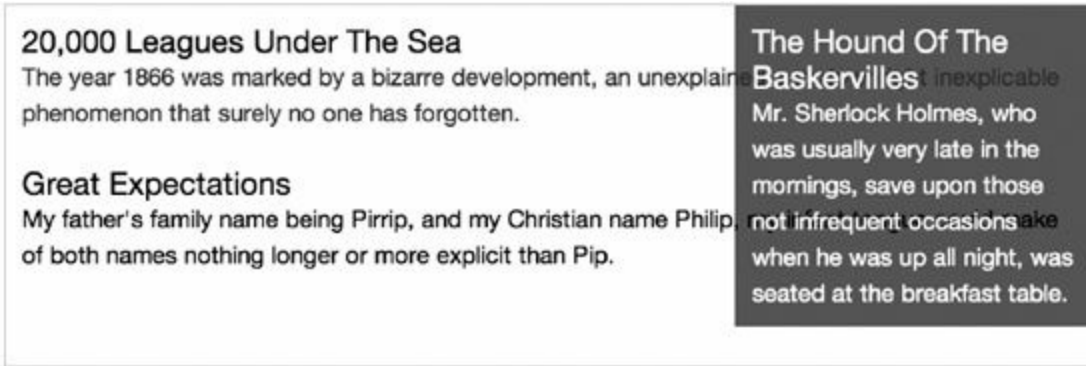 20,000 Leagues Under The Sea
The year 1866 was marked by a bizarre development, an unexplaine inexplicable
phenomenon that surely no one has forgotten.
Great Expectations
My father's family name being Pirrip, and my Christian name Philip,
of both names nothing longer or more explicit than Pip.
The Hound Of The
Baskervilles
Mr. Sherlock Holmes, who
was usually very late in the
mornings, save upon those
not infrequent occasions
when he was up all night, was
seated at the breakfast table.